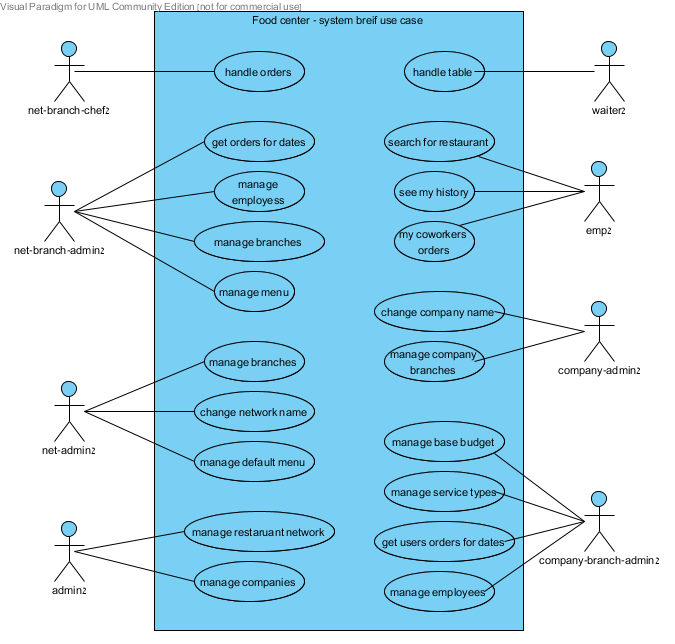 Visual Paradigm for UML Community Edition [not for commercial use]
Food center - system breif use case
handle orders
handle table
net-branch-chef2
waiter2
get orders for dates
search for restaurant
manage
employess
see my history
manage branches
my coworkers
orders
net-branch-admin2
emp2
manage menu
change company name
manage branches
manage company
branches
company-admin2
change network name
manage default menu
net-admin2
manage base budget
manage service types
get users orders for dates
manage employees
company-branch-admin2
manage restaruant network
manage companies
admin2